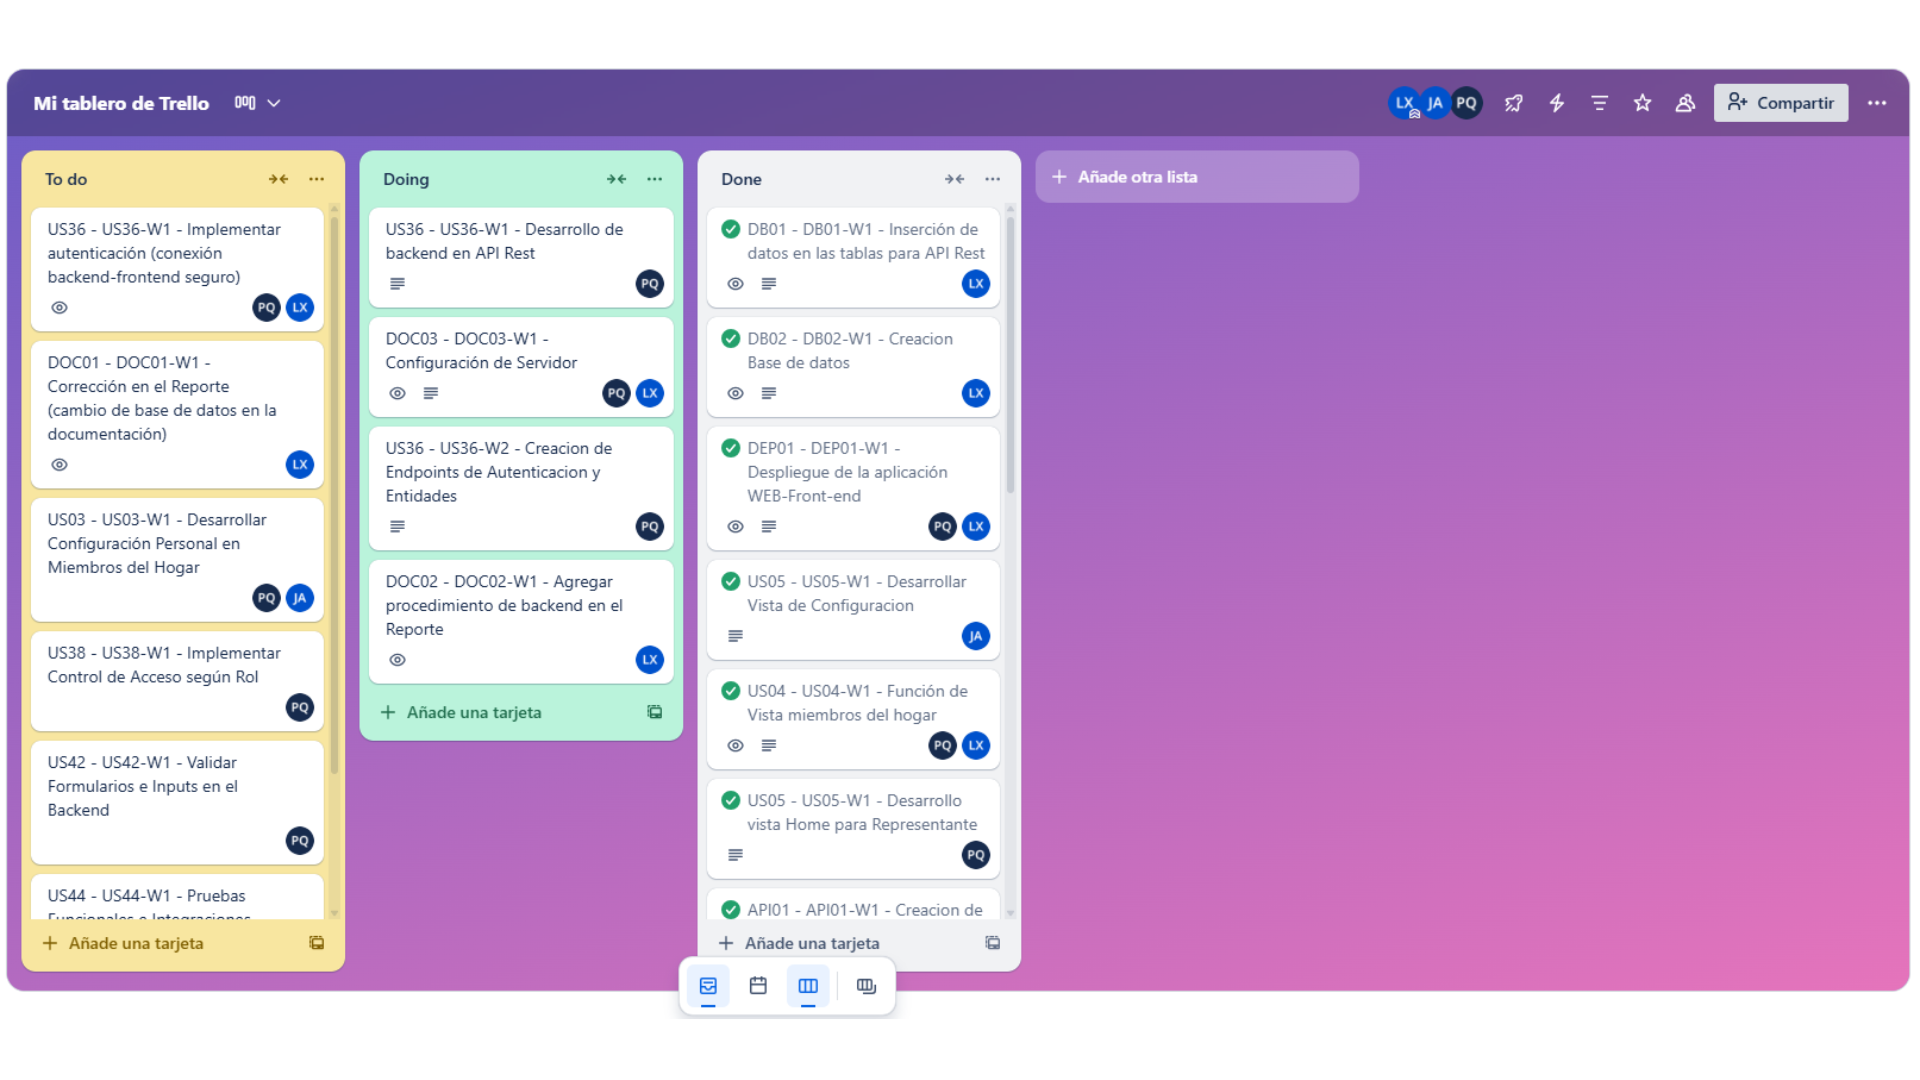 Mi tablero de Trello
LX JA PQ
Compartir
To do
US36 - US36-W1 - Implementar
autenticación (conexión
backend-frontend seguro)
PQ LX
DOC01 - DOC01-W1 -
Corrección en el Reporte
(cambio de base de datos en la
documentación)
LX
US03 - US03-W1 - Desarrollar
Configuración Personal en
Miembros del Hogar
PQ JA
US38 - US38-W1 - Implementar
Control de Acceso según Rol
PQ
US42 - US42-W1 - Validar
Formularios e Inputs en el
Backend
PQ
US44 - US44-W1 - Pruebas
Funcionales e Integraciones
Añade una tarjeta
Doing
US36 - US36-W1 - Desarrollo de
backend en API Rest
PQ
DOC03 - DOC03-W1 -
Configuración de Servidor
PQ LX
US36 - US36-W2 - Creacion de
Endpoints de Autenticacion y
Entidades
PQ
DOC02 - DOC02-W1 - Agregar
procedimiento de backend en el
Reporte
LX
Añade una tarjeta
Done
DB01 - DB01-W1 - Inserción de
datos en las tablas para API Rest
LX
DB02 - DB02-W1 - Creacion
Base de datos
LX
DEP01 - DEP01-W1 -
Despliegue de la aplicación
WEB-Front-end
PQ LX
US05 - US05-W1 - Desarrollar
Vista de Configuracion
JA
US04 - US04-W1 - Función de
Vista miembros del hogar
PQ LX
US05 - US05-W1 - Desarrollo
vista Home para Representante
PQ
API01 - API01-W1 - Creacion de
Añade una tarjeta
Añade otra lista